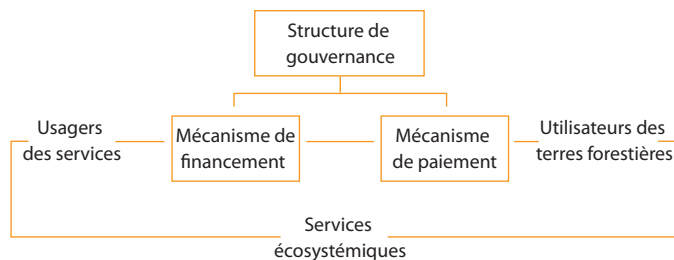 Structure de
gouvernance
Usagers
des services
Mécanisme de
financement
Mécanisme
de paiement
Utilisateurs des
terres forestières
Services
écosystémiques